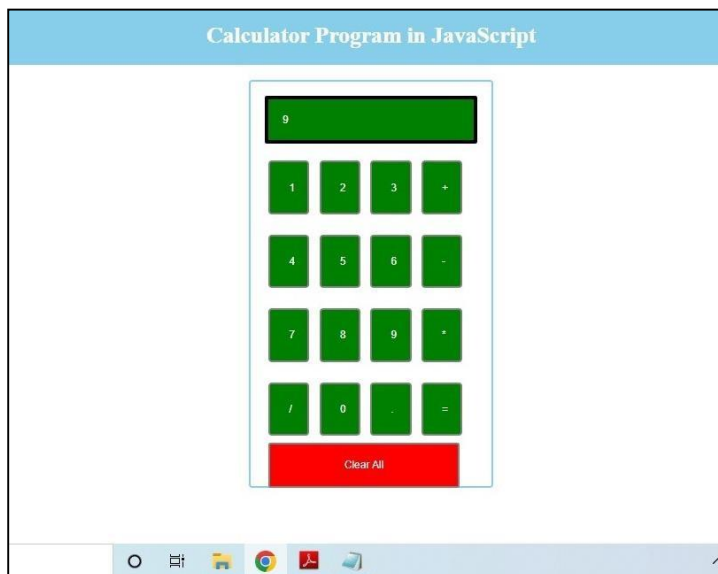 Calculator Program in JavaScript
9
1 2 3 +
4 5 6 -
7 8 9 *
/ 0 . =
Clear All